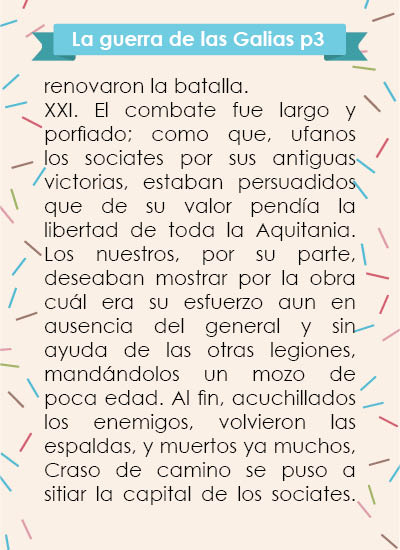 La guerra de las Galias p3
renovaron la batalla.
XXI. El combate fue largo y
porfiado; como que, ufanos
los sociates por sus antiguas
victorias, estaban persuadidos
que de su valor pendía la
libertad de toda la Aquitania.
Los nuestros, por su parte,
deseaban mostrar por la obra
cuál era su esfuerzo aun en
ausencia del general y sin
ayuda de las otras legiones,
mandándolos un mozo de
poca edad. Al fin, acuchillados
los enemigos, volvieron las
espaldas, y muertos ya muchos,
Craso de camino se puso a
sitiar la capital de los sociates.